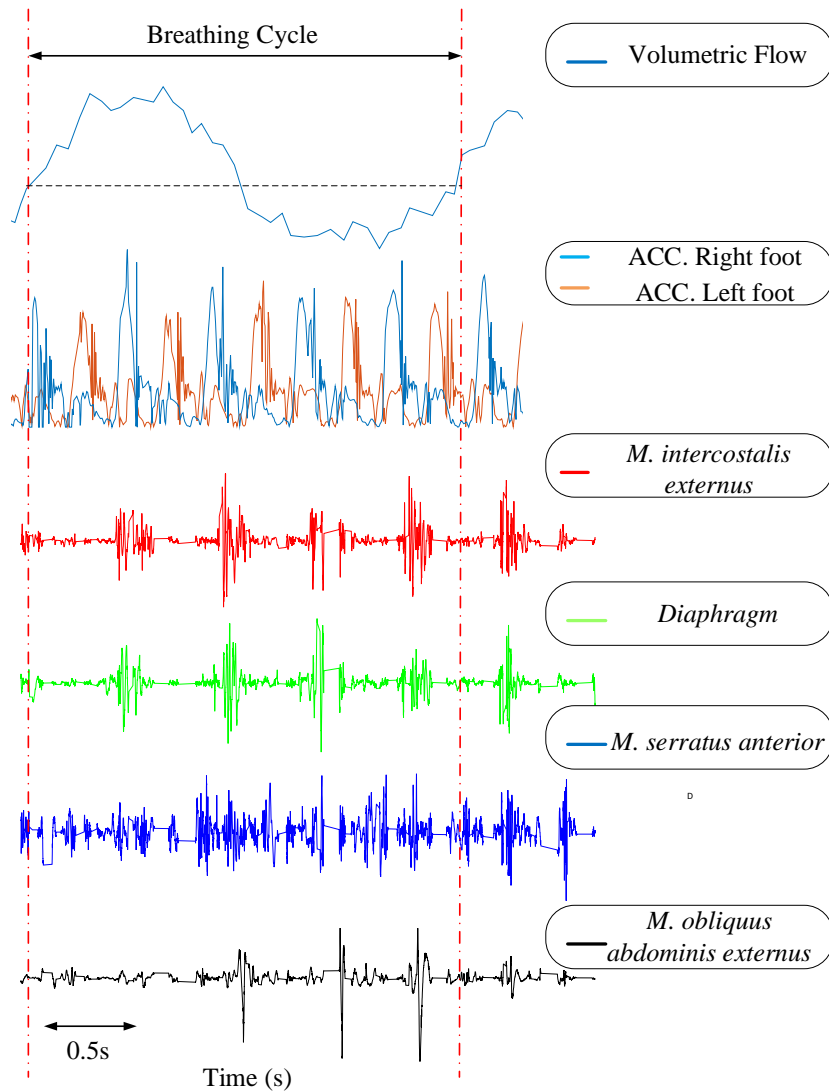 Breathing Cycle
Volumetric Flow
ACC. Right foot
ACC. Left foot
M. intercostalis
externus
Diaphragm
M. serratus anterior
D
M. obliquus
abdominis externus
0.5s
Time (s)